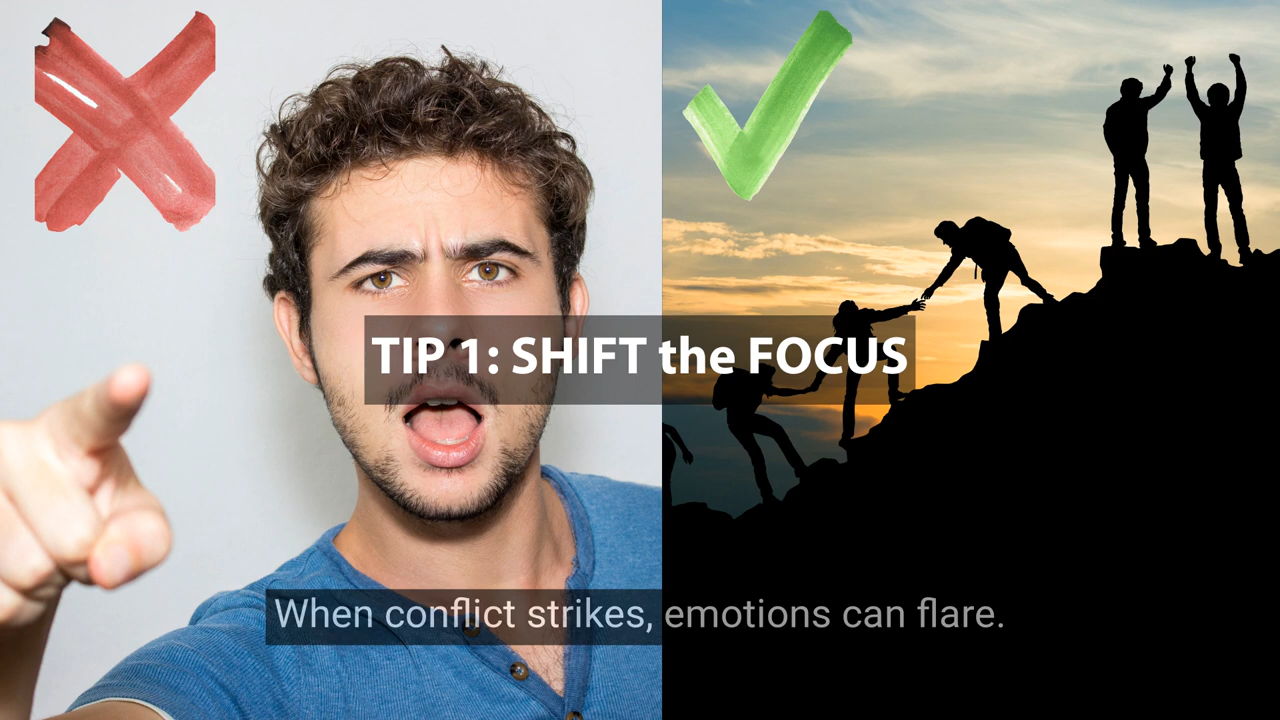 TIP 1: SHIFT the FOCUS
When conflict strikes, emotions can flare.